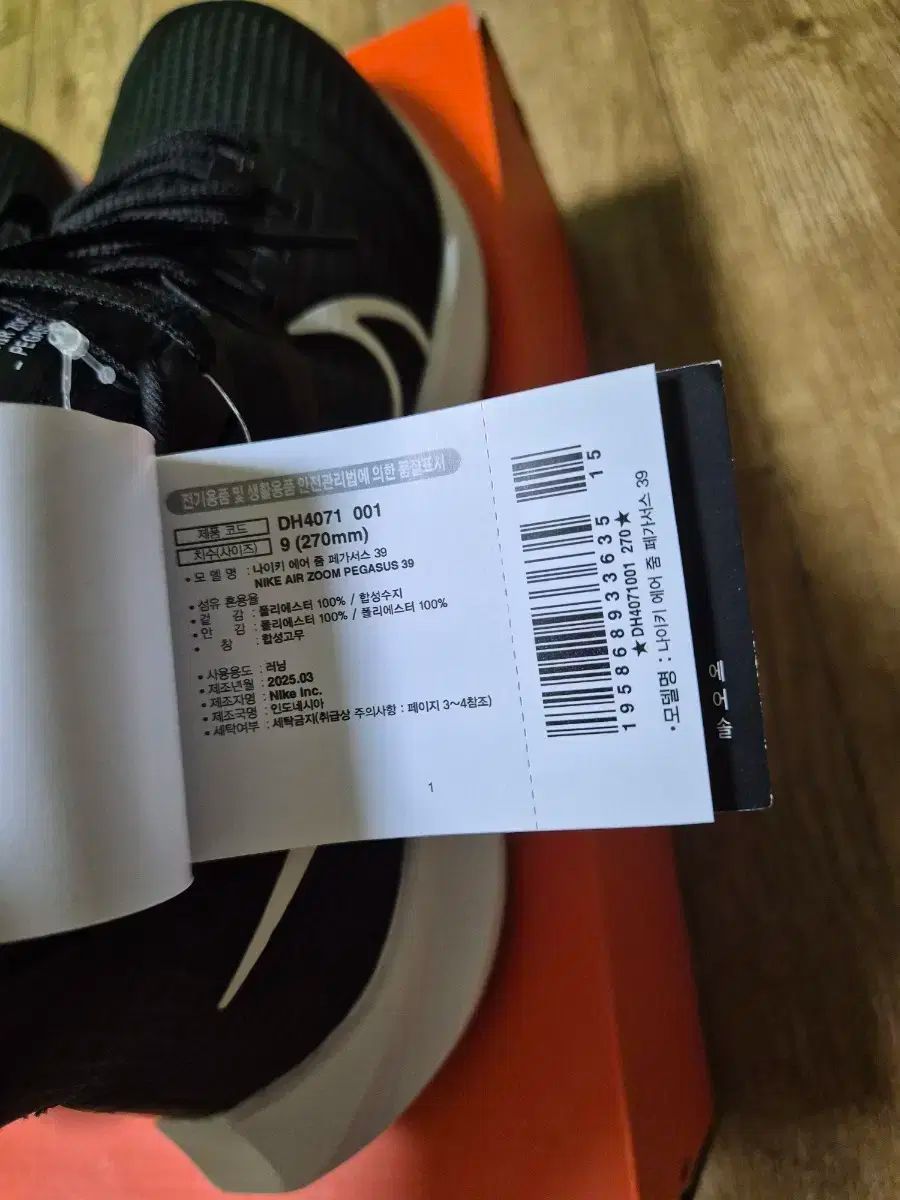 PEGASUS
전기용품 및 생활용품 안전관리법에 의한 품질표시
제품 코드 DH4071 001
치수(사이즈) 9 (270mm)
• 모 델 명 : 나이키 에어 줌 페가서스 39
NIKE AIR ZOOM PEGASUS 39
• 섬유 혼용율
• 겉 감 : 폴리에스터 100% / 합성수지
• 안 감 : 폴리에스터 100% / 폴리에스터 100%
• 창 : 합성고무
• 사용용도 : 러닝
• 제조년월 : 2025.03
• 제조자명 : Nike Inc.
• 제조국명 : 인도네시아
• 세탁여부 : 세탁금지(취급상 주의사항 : 페이지 3~4참조)
1
15
195868933635
★DH4071001 270★
• 모델명 : 나이키 에어 줌 페가서스 39
에어솔